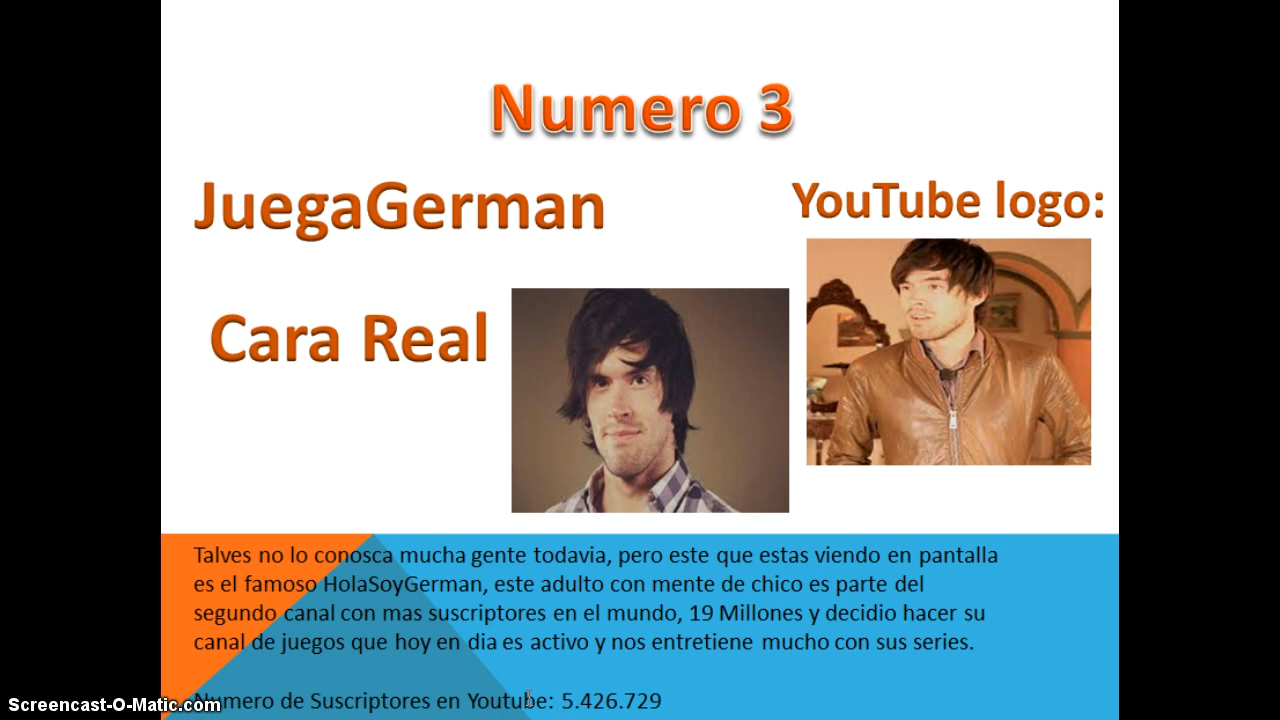 Numero 3
JuegaGerman
YouTube logo:
Cara Real
Talves no lo conosca mucha gente todavia, pero este que estas viendo en pantalla
es el famoso HolaSoyGerman, este adulto con mente de chico es parte del
segundo canal con mas suscriptores en el mundo, 19 Millones y decidio hacer su
canal de juegos que hoy en dia es activo y nos entretiene mucho con sus series.
Numero de Suscriptores en Youtube: 5.426.729
Screencast-O-Matic.com